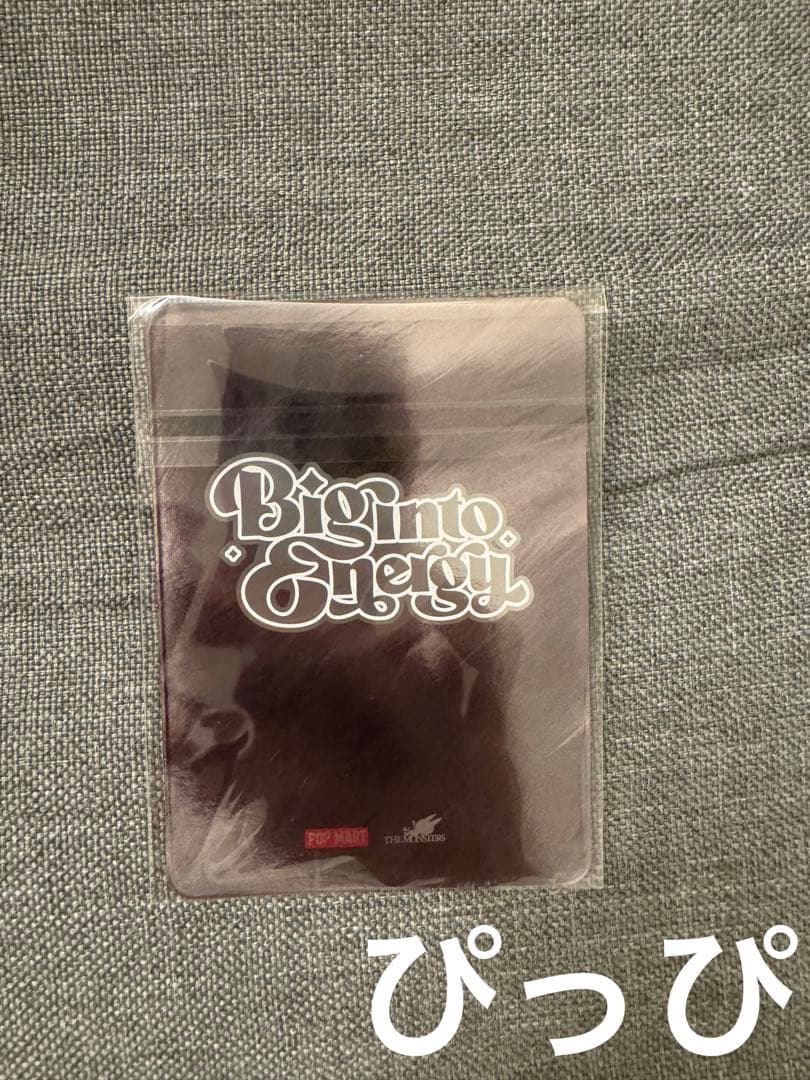 Big into
Energy
POP MART THE MONSTERS
ぴっぴ